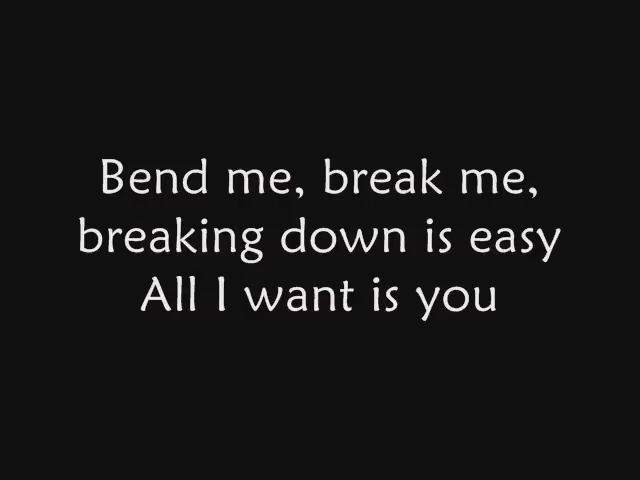 Bend me, break me,
breaking down is easy
All I want is you